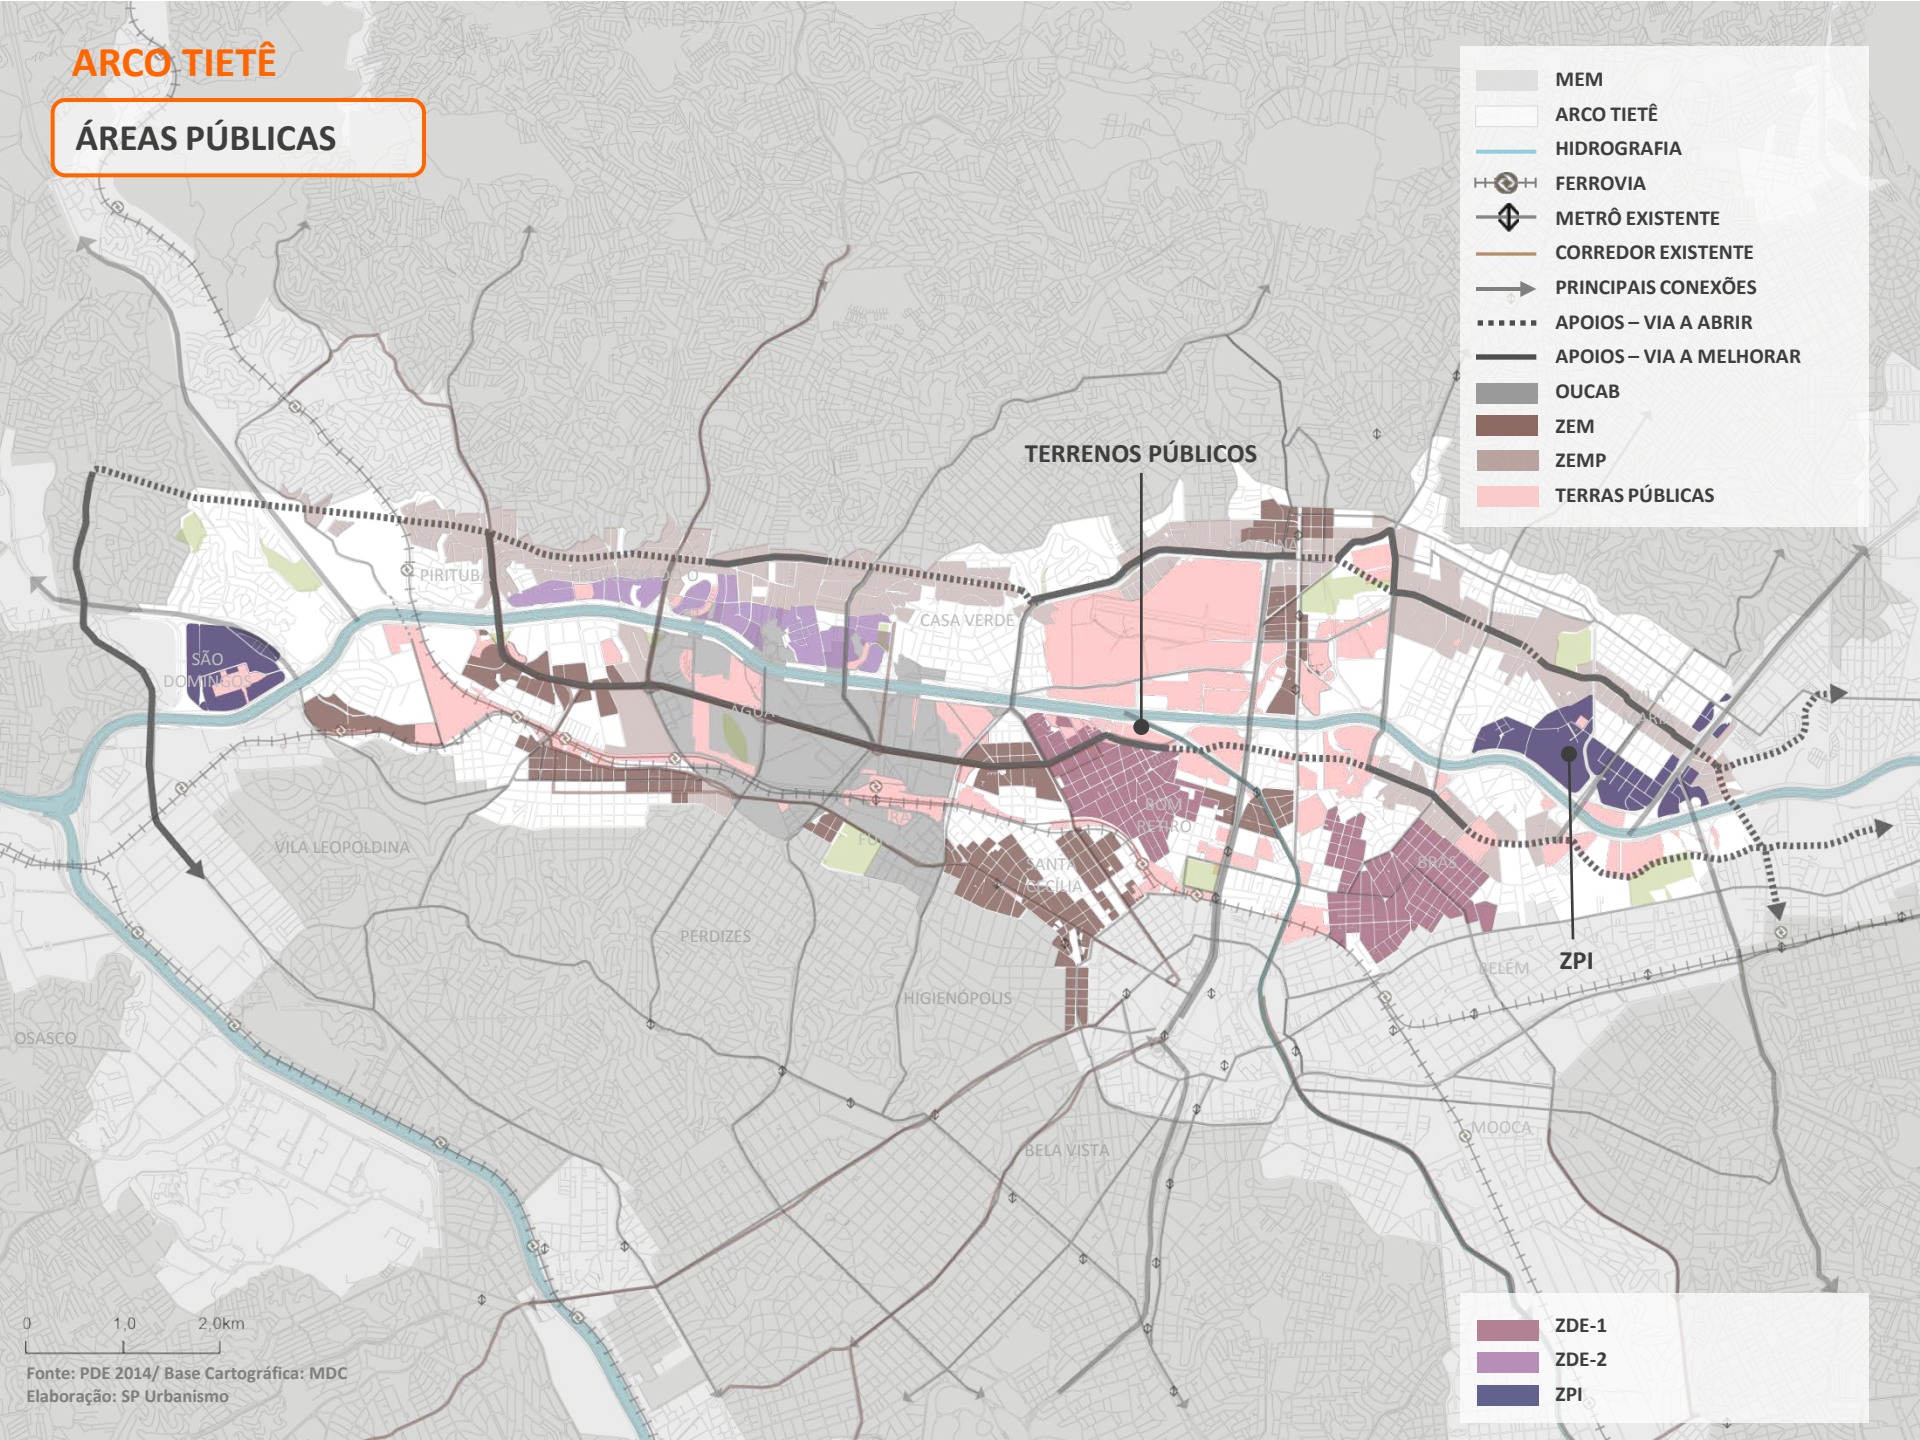 ARCO TIETÊ
ÁREAS PÚBLICAS
MEM
ARCO TIETÊ
HIDROGRAFIA
FERROVIA
METRÔ EXISTENTE
CORREDOR EXISTENTE
PRINCIPAIS CONEXÕES
APOIOS – VIA A ABRIR
APOIOS – VIA A MELHORAR
OUCAB
ZEM
ZEMP
TERRAS PÚBLICAS
TERRENOS PÚBLICOS
PIRITUBA
CASA VERDE
SÃO
DOMINGOS
ÁGUA
BOM
RETIRO
VILA LEOPOLDINA
SANTA
CECÍLIA
BRÁS
PERDIZES
ZPI
BELÉM
HIGIENÓPOLIS
OSASCO
MOOCA
BELA VISTA
0 1,0 2,0km
Fonte: PDE 2014/ Base Cartográfica: MDC
Elaboração: SP Urbanismo
ZDE-1
ZDE-2
ZPI